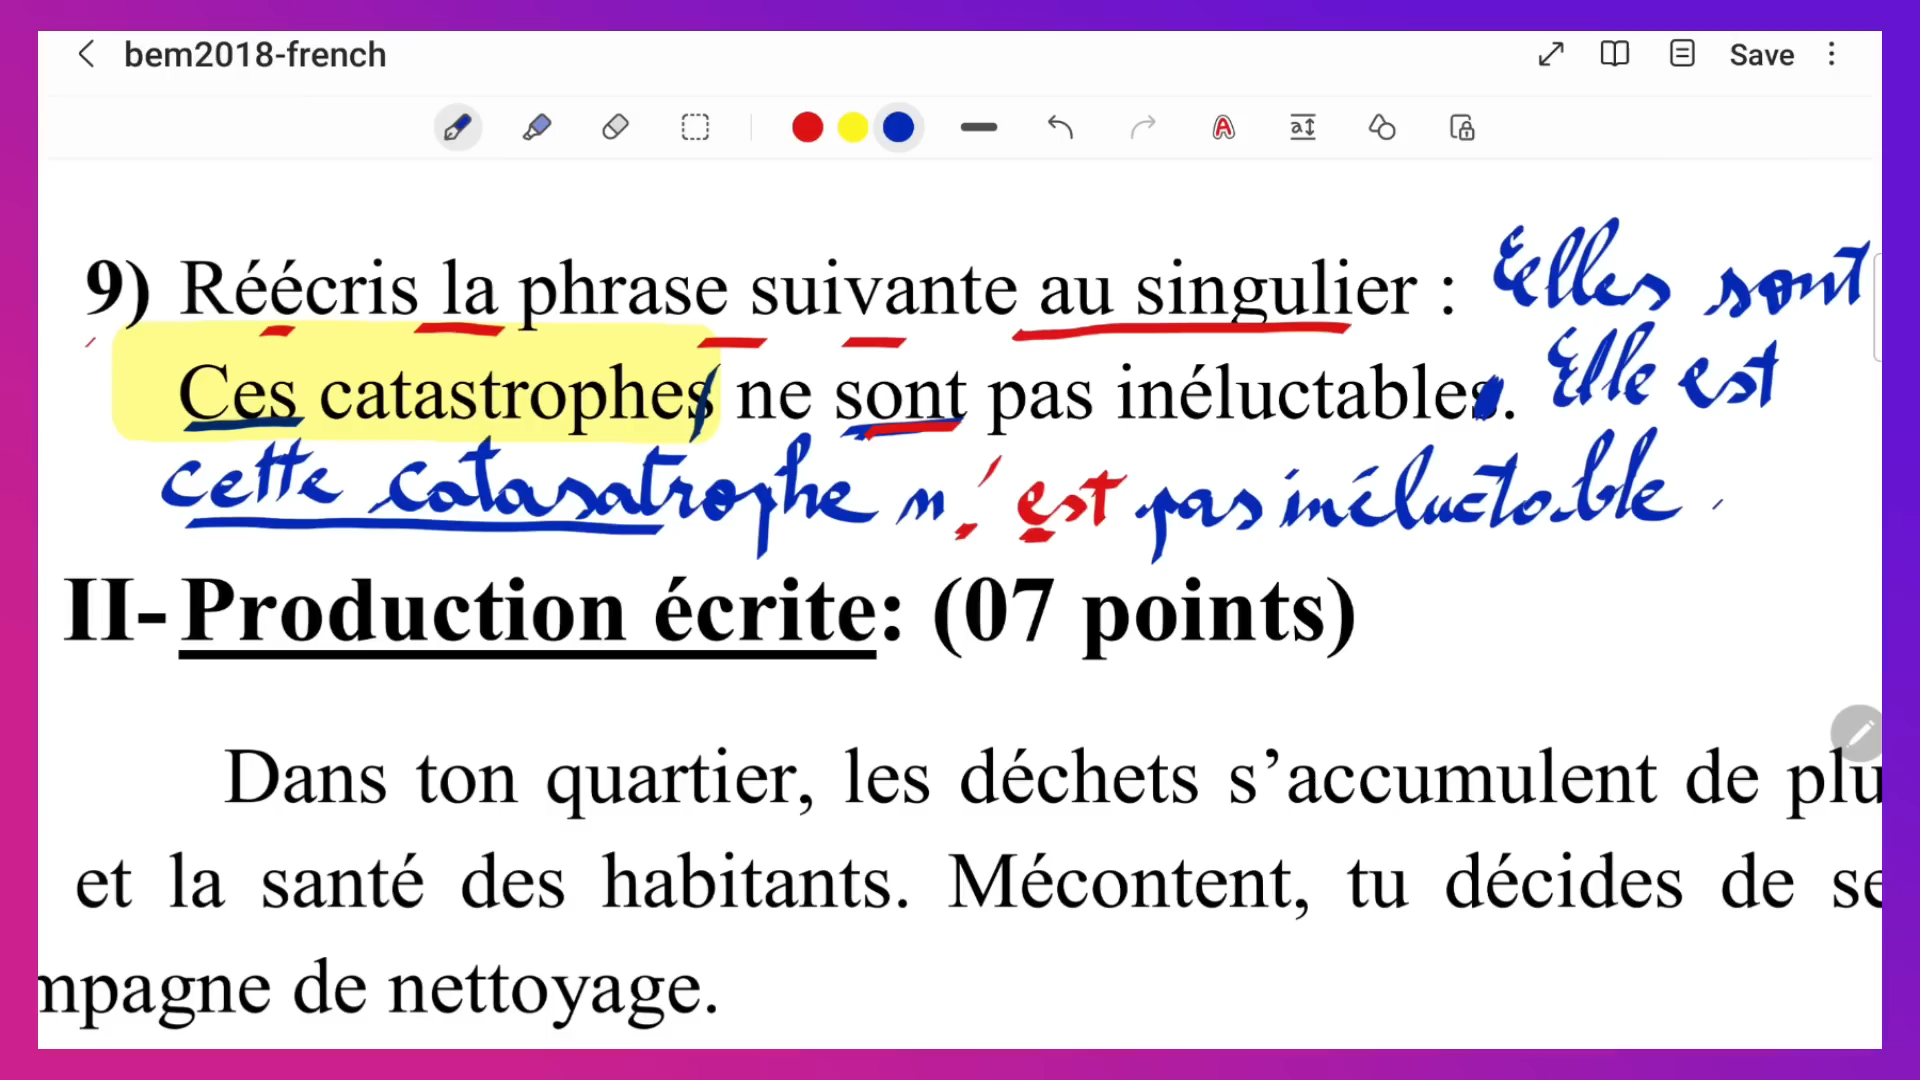 bem2018-french
Save
9) Réécris la phrase suivante au singulier : Elles sont
Ces catastrophes ne sont pas inéluctables. Elle est
cette catasatrophe n'est pas inéluctable.
II- Production écrite: (07 points)
Dans ton quartier, les déchets s’accumulent de plu
et la santé des habitants. Mécontent, tu décides de se
mpagne de nettoyage.